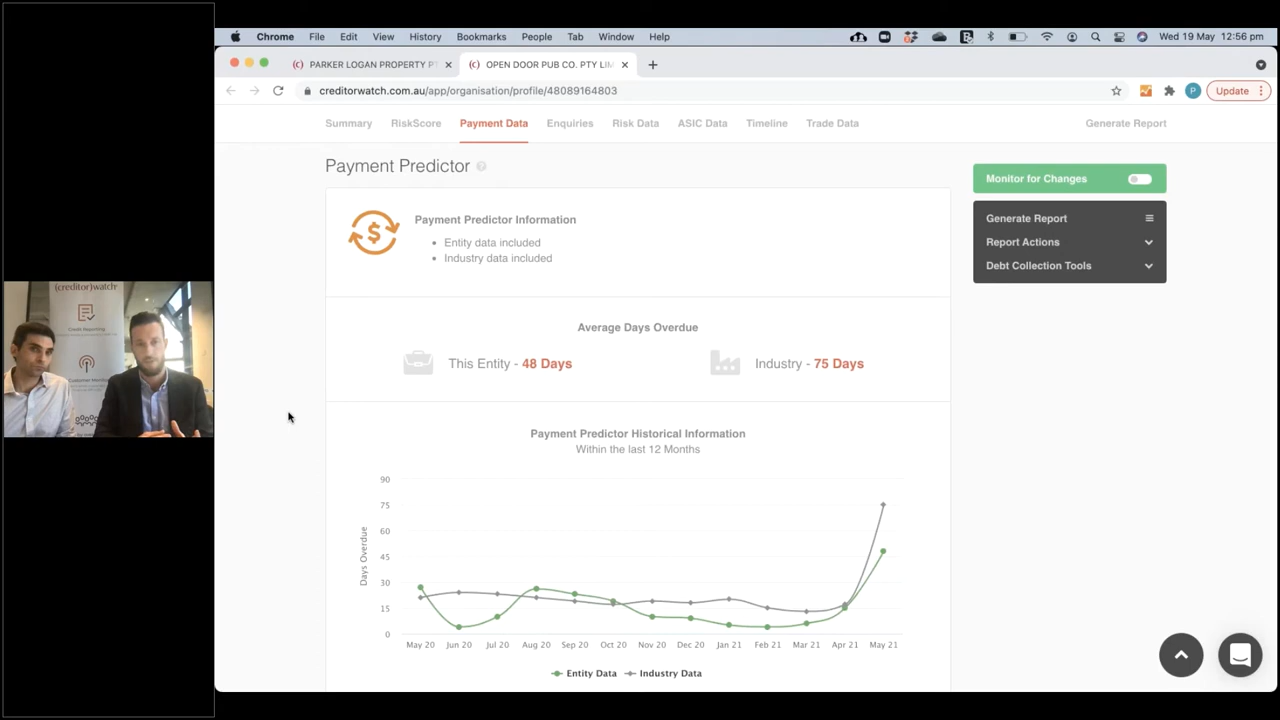 Chrome File Edit View History Bookmarks People Tab Window Help Wed 19 May 12:56 pm
PARKER LOGAN PROPERTY PT
OPEN DOOR PUB CO. PTY LIM
creditorwatch.com.au/app/organisation/profile/48089164803
Update
Summary RiskScore Payment Data Enquiries Risk Data ASIC Data Timeline Trade Data Generate Report
Payment Predictor
Monitor for Changes
Generate Report
Report Actions
Debt Collection Tools
Payment Predictor Information
Entity data included
Industry data included
Average Days Overdue
This Entity - 48 Days
Industry - 75 Days
Payment Predictor Historical Information
Within the last 12 Months
Days Overdue
90
75
60
45
30
15
0
May 20 Jun 20 Jul 20 Aug 20 Sep 20 Oct 20 Nov 20 Dec 20 Jan 21 Feb 21 Mar 21 Apr 21 May 21
Entity Data Industry Data
(creditorwatch
Credit Reporting